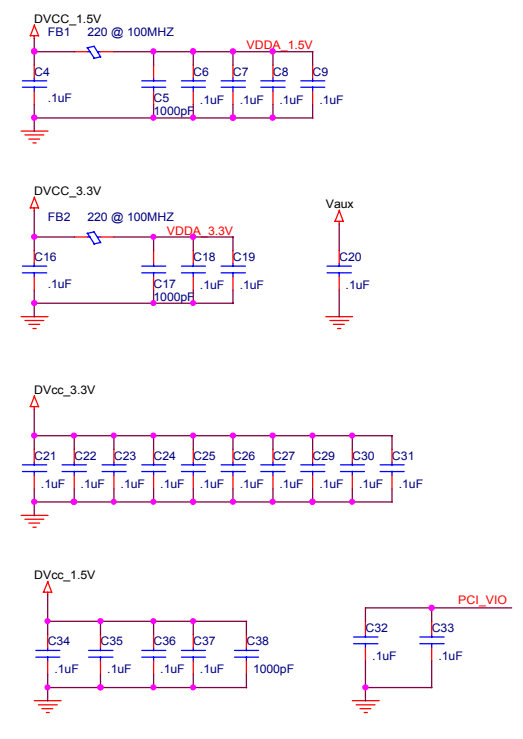 DVCC_1.5V
FB1 220 @ 100MHZ
VDDA_1.5V
C4 C6 C7 C8 C9
.1uF C5 .1uF .1uF .1uF .1uF
1000pF
DVCC_3.3V
Vaux
FB2 220 @ 100MHZ
VDDA_3.3V
C16 C18 C19 C20
.1uF C17 .1uF .1uF .1uF
1000pF
DVcc_3.3V
C21 C22 C23 C24 C25 C26 C27 C29 C30 C31
.1uF .1uF .1uF .1uF .1uF .1uF .1uF .1uF .1uF .1uF
DVcc_1.5V
PCI_VIO
C32 C33
C34 C35 C36 C37 C38
.1uF .1uF
.1uF .1uF .1uF .1uF 1000pF